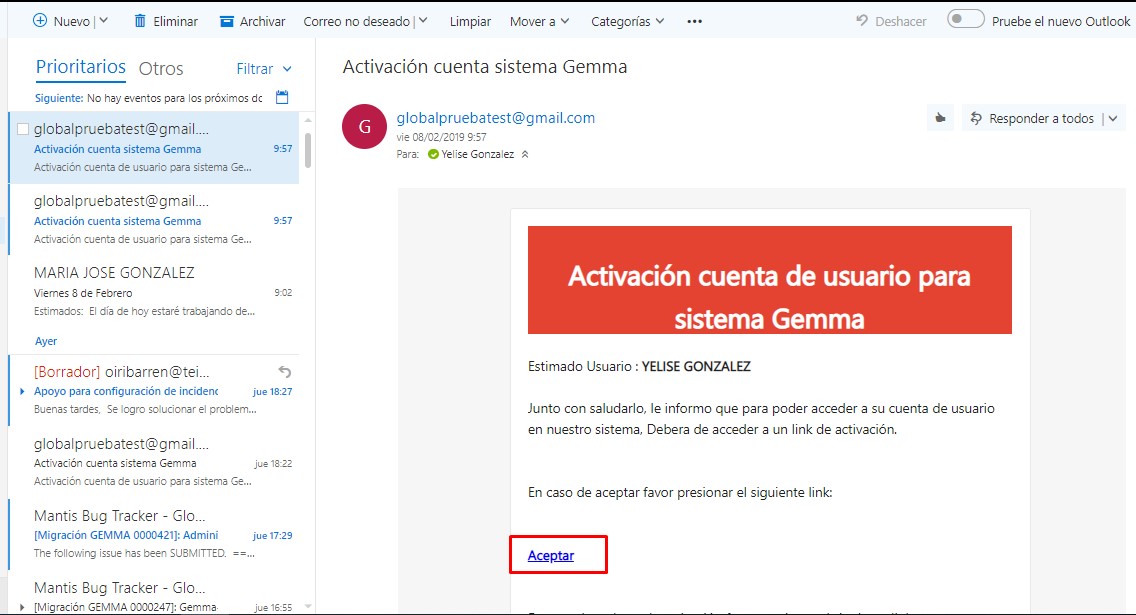 Nuevo | Eliminar Archivar Correo no deseado | Limpiar Mover a Categorías ••• Deshacer Pruebe el nuevo Outlook
Prioritarios Otros Filtrar
Siguiente: No hay eventos para los próximos do
globalpruebatest@gmail....
Activación cuenta sistema Gemma 9:57
Activación cuenta de usuario para sistema Ge...
globalpruebatest@gmail....
Activación cuenta sistema Gemma 9:57
Activación cuenta de usuario para sistema Ge...
MARIA JOSE GONZALEZ
Viernes 8 de Febrero 9:02
Estimados: El día de hoy estaré trabajando de...
Ayer
[Borrador] oiribarren@tei...
Apoyo para configuración de incidenc jue 18:27
Buenas tardes, Se logro solucionar el problem...
globalpruebatest@gmail....
Activación cuenta sistema Gemma jue 18:22
Activación cuenta de usuario para sistema Ge...
Mantis Bug Tracker - Glo...
[Migración GEMMA 0000421]: Admini jue 17:29
The following issue has been SUBMITTED. ==...
Mantis Bug Tracker - Glo...
[Migración GEMMA 0000247]: Gemma- jue 16:55
Activación cuenta sistema Gemma
G
globalpruebatest@gmail.com
vie 08/02/2019 9:57
Para: Yelise Gonzalez
Responder a todos |
Activación cuenta de usuario para
sistema Gemma
Estimado Usuario : YELISE GONZALEZ
Junto con saludarlo, le informo que para poder acceder a su cuenta de usuario
en nuestro sistema, Debera de acceder a un link de activación.
En caso de aceptar favor presionar el siguiente link:
Aceptar